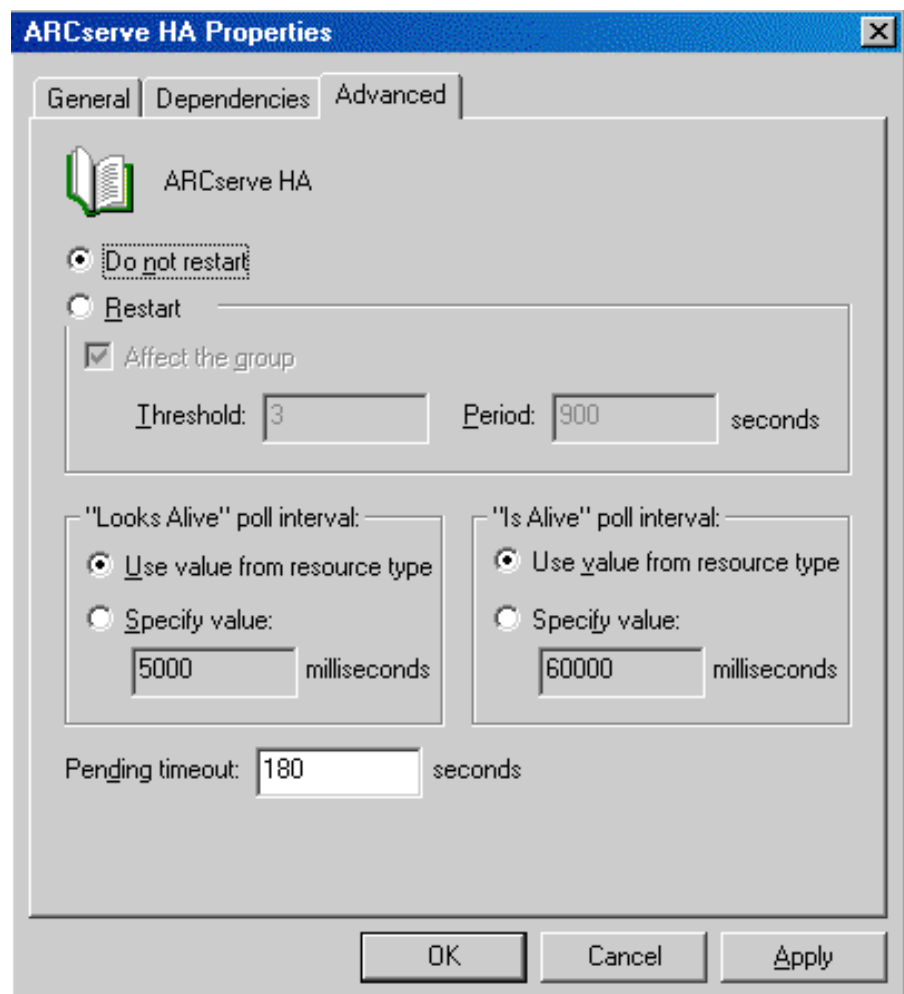 ARCserve HA Properties
General Dependencies Advanced
ARCserve HA
Do not restart
Restart
Affect the group
Threshold: 3 Period: 900 seconds
"Looks Alive" poll interval:
Use value from resource type
Specify value:
5000 milliseconds
"Is Alive" poll interval:
Use value from resource type
Specify value:
60000 milliseconds
Pending timeout: 180 seconds
OK Cancel Apply